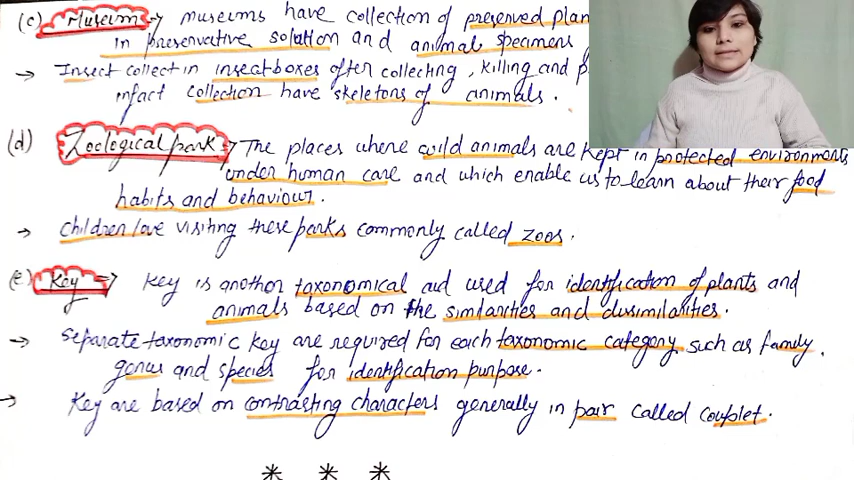 (c) Museum → museums have collection of preserved plan
in preservative solution and animal specimens
→ Insect collect in insect boxes after collecting, killing and p
infact collection have skeletons of animals.
(d) Zoological park → The places where wild animals are kept in protected environments
under human care and which enable us to learn about their food
habits and behaviour.
→ children love visiting these parks commonly called zoos.
(e) Key → Key is another taxonomical aid used for identification of plants and
animals based on the similarities and dissimilarities.
→ separate taxonomic key are required for each taxonomic category such as family,
genus and species for identification purpose.
→ Key are based on contrasting characters generally in pair called couplet.